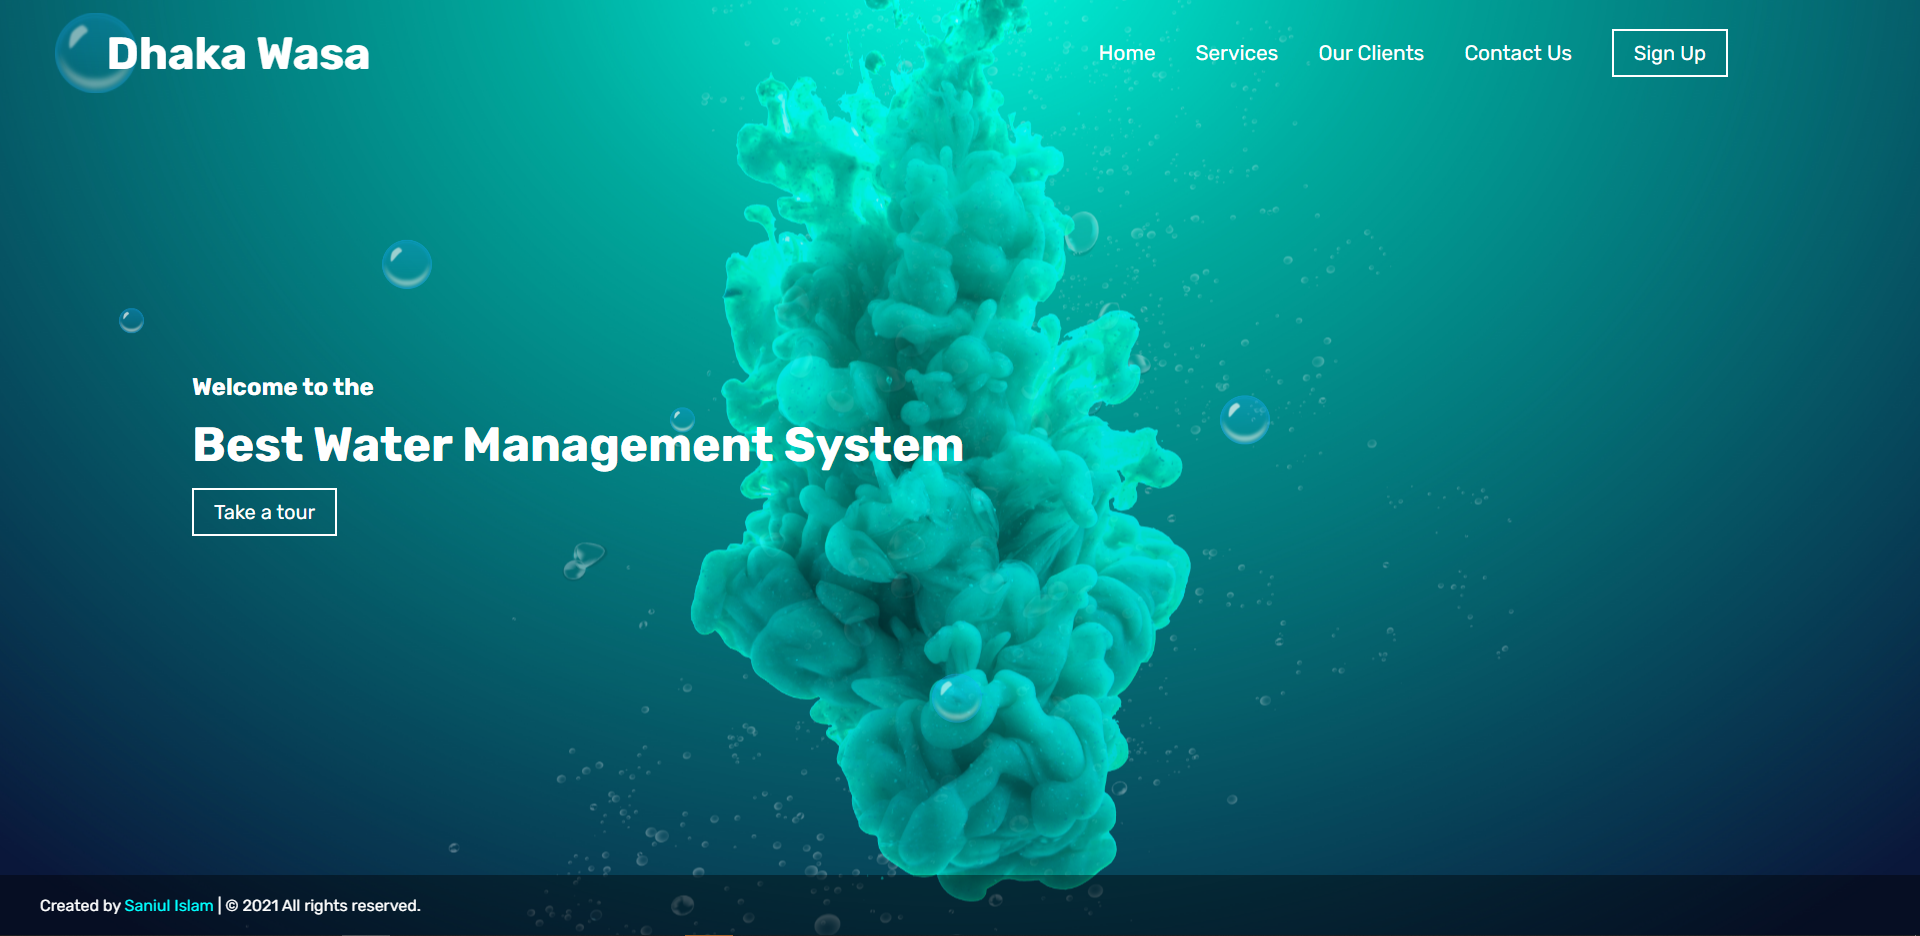 Dhaka Wasa
Home Services Our Clients Contact Us Sign Up
Welcome to the
Best Water Management System
Take a tour
Created by Saniul Islam | © 2021 All rights reserved.